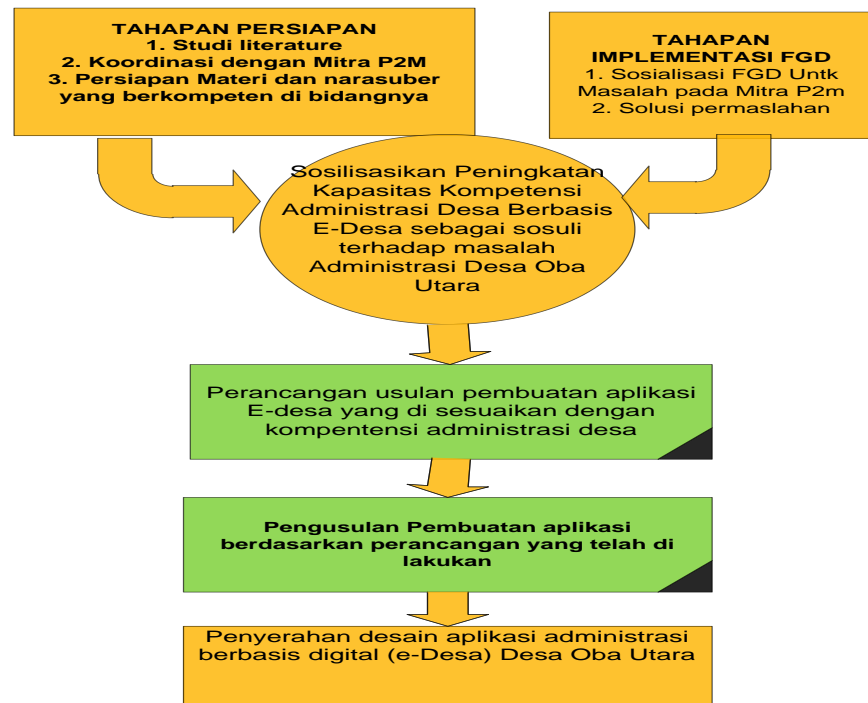 TAHAPAN PERSIAPAN
1. Studi literature
2. Koordinasi dengan Mitra P2M
3. Persiapan Materi dan narasuber
yang berkompeten di bidangnya
TAHAPAN
IMPLEMENTASI FGD
1. Sosialisasi FGD Untk
Masalah pada Mitra P2m
2. Solusi permaslahan
Sosilisasikan Peningkatan
Kapasitas Kompetensi
Administrasi Desa Berbasis
E-Desa sebagai sosuli
terhadap masalah
Administrasi Desa Oba
Utara
Perancangan usulan pembuatan aplikasi
E-desa yang di sesuaikan dengan
kompentensi administrasi desa
Pengusulan Pembuatan aplikasi
berdasarkan perancangan yang telah di
lakukan
Penyerahan desain aplikasi administrasi
berbasis digital (e-Desa) Desa Oba Utara